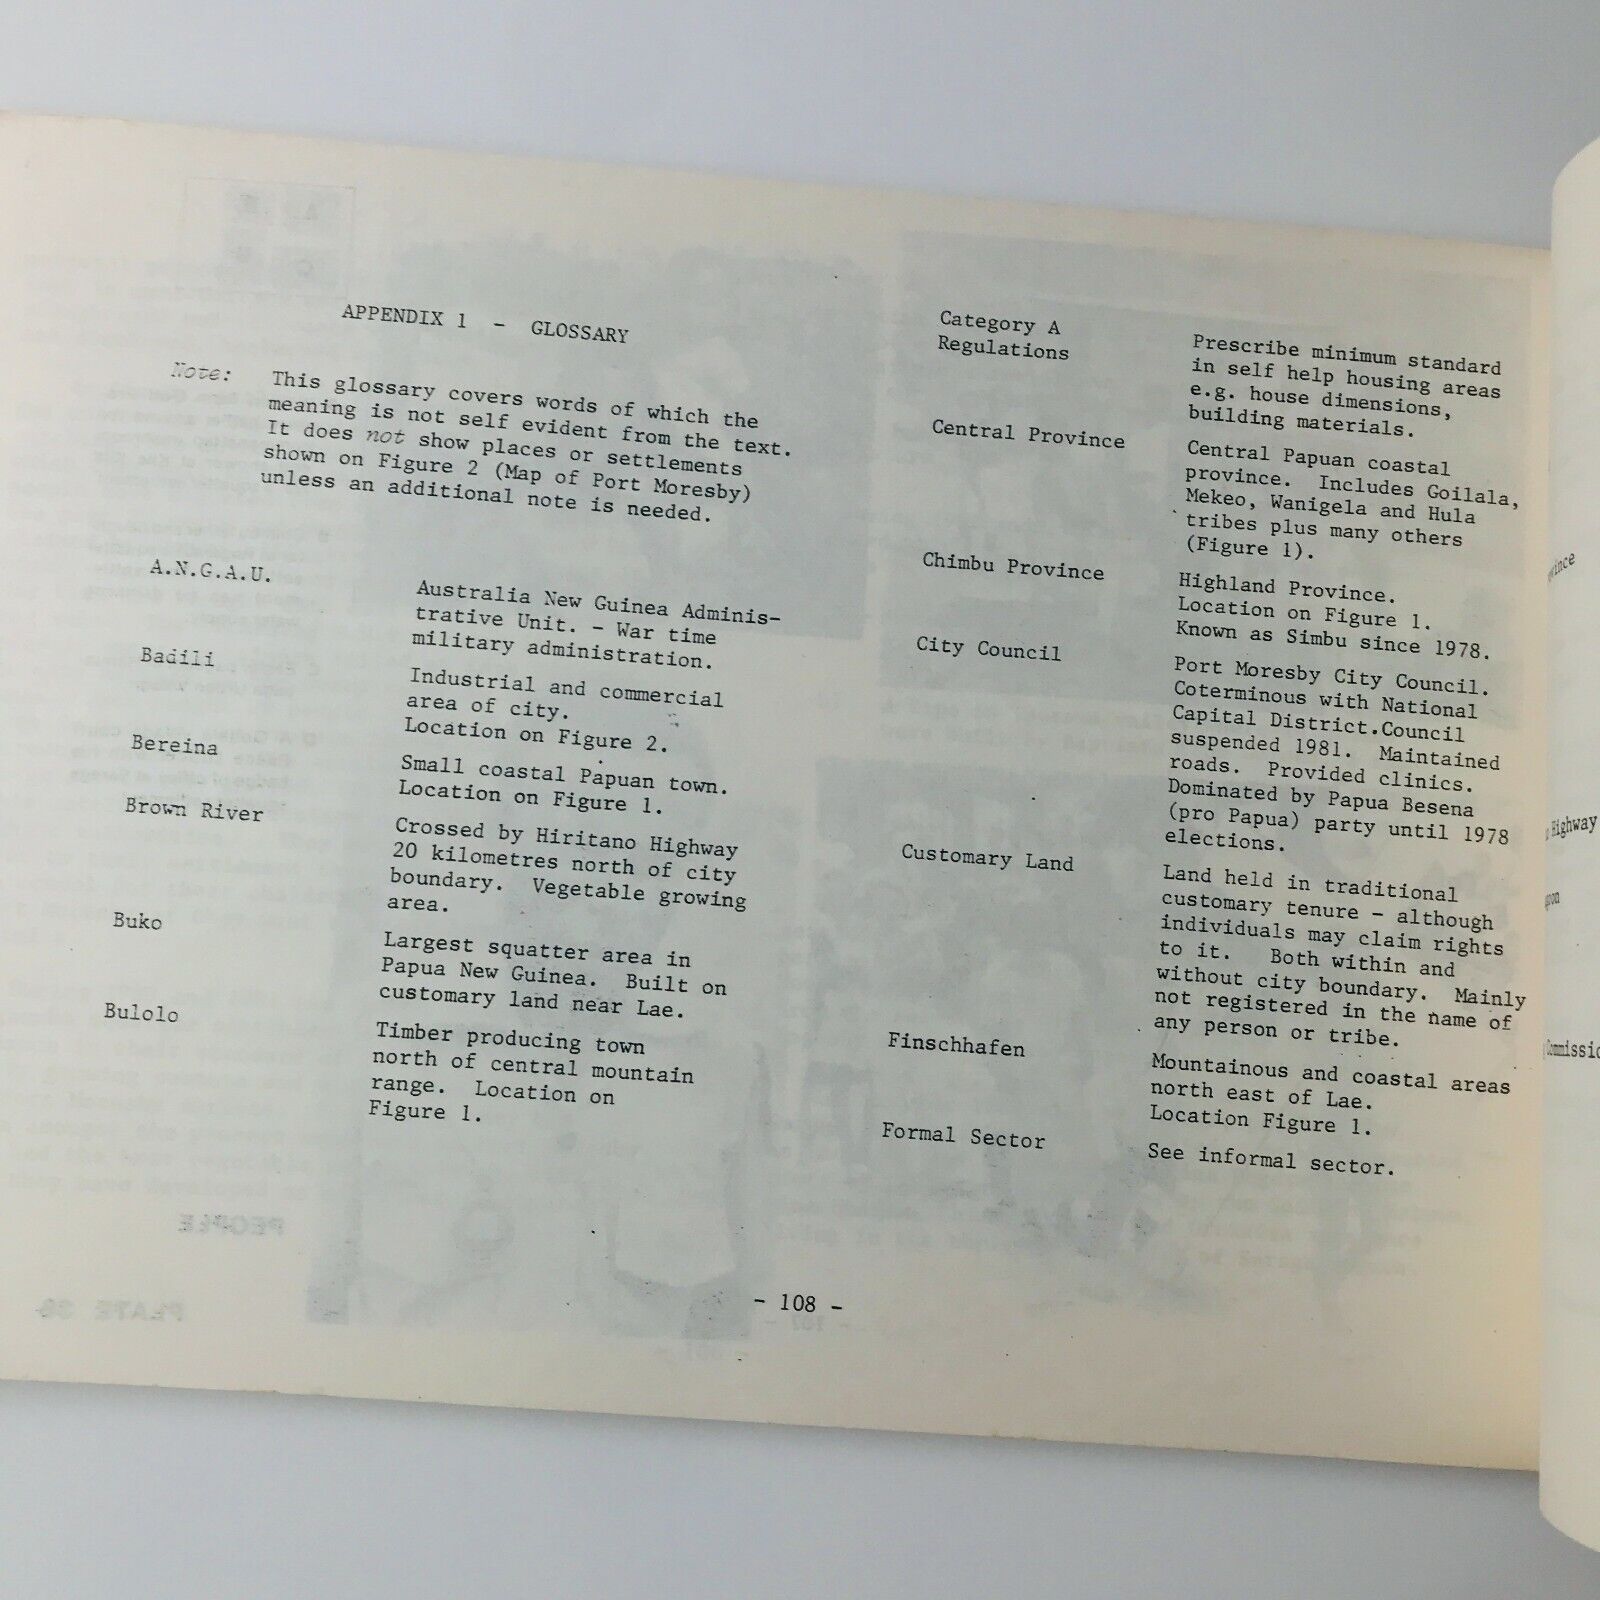 APPENDIX 1 - GLOSSARY
Note: This glossary covers words of which the
meaning is not self evident from the text.
It does not show places or settlements
shown on Figure 2 (Map of Port Moresby)
unless an additional note is needed.
A.N.G.A.U.
Australia New Guinea Adminis-
trative Unit. - War time
military administration.
Badili
Industrial and commercial
area of city.
Location on Figure 2.
Bereina
Small coastal Papuan town.
Location on Figure 1.
Brown River
Crossed by Hiritano Highway
20 kilometres north of city
boundary. Vegetable growing
area.
Buko
Largest squatter area in
Papua New Guinea. Built on
customary land near Lae.
Bulolo
Timber producing town
north of central mountain
range. Location on
Figure 1.
Category A
Regulations
Prescribe minimum standard
in self help housing areas
e.g. house dimensions,
building materials.
Central Province
Central Papuan coastal
province. Includes Goilala,
Mekeo, Wanigela and Hula
tribes plus many others
(Figure 1).
Chimbu Province
Highland Province.
Location on Figure 1.
Known as Simbu since 1978.
City Council
Port Moresby City Council.
Coterminous with National
Capital District.Council
suspended 1981. Maintained
roads. Provided clinics.
Dominated by Papua Besena
(pro Papua) party until 1978
elections.
Customary Land
Land held in traditional
customary tenure - although
individuals may claim rights
to it. Both within and
without city boundary. Mainly
not registered in the name of
any person or tribe.
Finschhafen
Mountainous and coastal areas
north east of Lae.
Location Figure 1.
Formal Sector
See informal sector.
- 108 -
Highway
PEOPLE